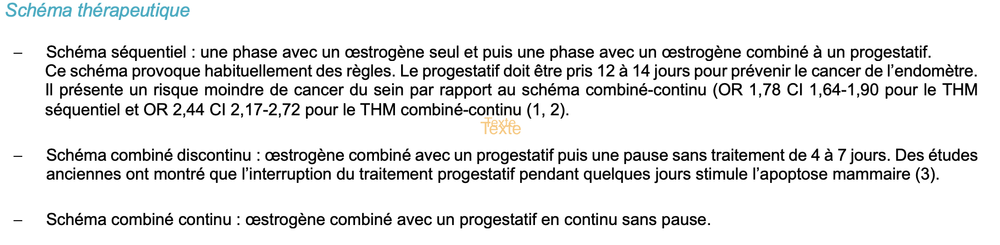 Schéma thérapeutique
– Schéma séquentiel : une phase avec un œstrogène seul et puis une phase avec un œstrogène combiné à un progestatif.
Ce schéma provoque habituellement des règles. Le progestatif doit être pris 12 à 14 jours pour prévenir le cancer de l’endomètre.
Il présente un risque moindre de cancer du sein par rapport au schéma combiné-continu (OR 1,78 CI 1,64-1,90 pour le THM
séquentiel et OR 2,44 CI 2,17-2,72 pour le THM combiné-continu (1, 2).
Texte
Texte
– Schéma combiné discontinu : œstrogène combiné avec un progestatif puis une pause sans traitement de 4 à 7 jours. Des études
anciennes ont montré que l’interruption du traitement progestatif pendant quelques jours stimule l’apoptose mammaire (3).
– Schéma combiné continu : œstrogène combiné avec un progestatif en continu sans pause.